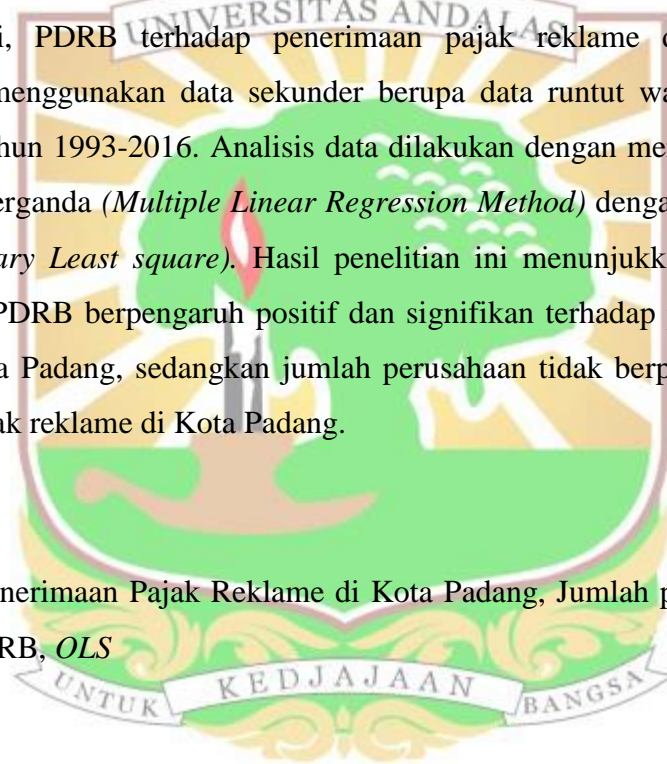 UNIVERSITAS ANDALAS
i, PDRB terhadap penerimaan pajak reklame d
menggunakan data sekunder berupa data runtut wa
hun 1993-2016. Analisis data dilakukan dengan me
erganda (Multiple Linear Regression Method) denga
ary Least square). Hasil penelitian ini menunjukk
PDRB berpengaruh positif dan signifikan terhadap
a Padang, sedangkan jumlah perusahaan tidak berp
ak reklame di Kota Padang.
nerimaan Pajak Reklame di Kota Padang, Jumlah p
RB, OLS
UNTUK KEDJAJAAN BANGSA